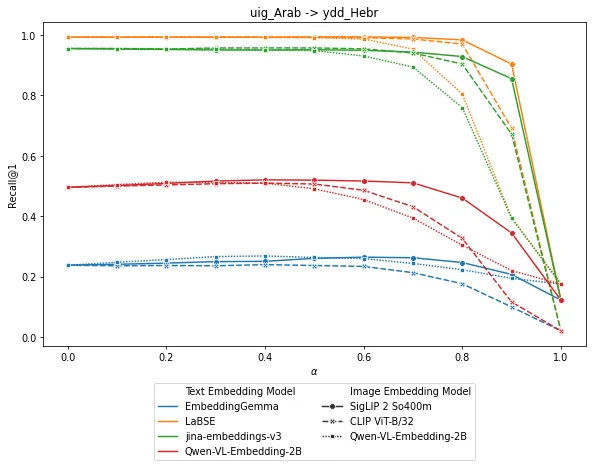 uig_Arab -> ydd_Hebr
Recall@1
1.0
0.8
0.6
0.4
0.2
0.0
0.0 0.2 0.4 0.6 0.8 1.0
α
Text Embedding Model
EmbeddingGemma
LaBSE
jina-embeddings-v3
Qwen-VL-Embedding-2B
Image Embedding Model
SigLIP 2 So400m
CLIP ViT-B/32
Qwen-VL-Embedding-2B